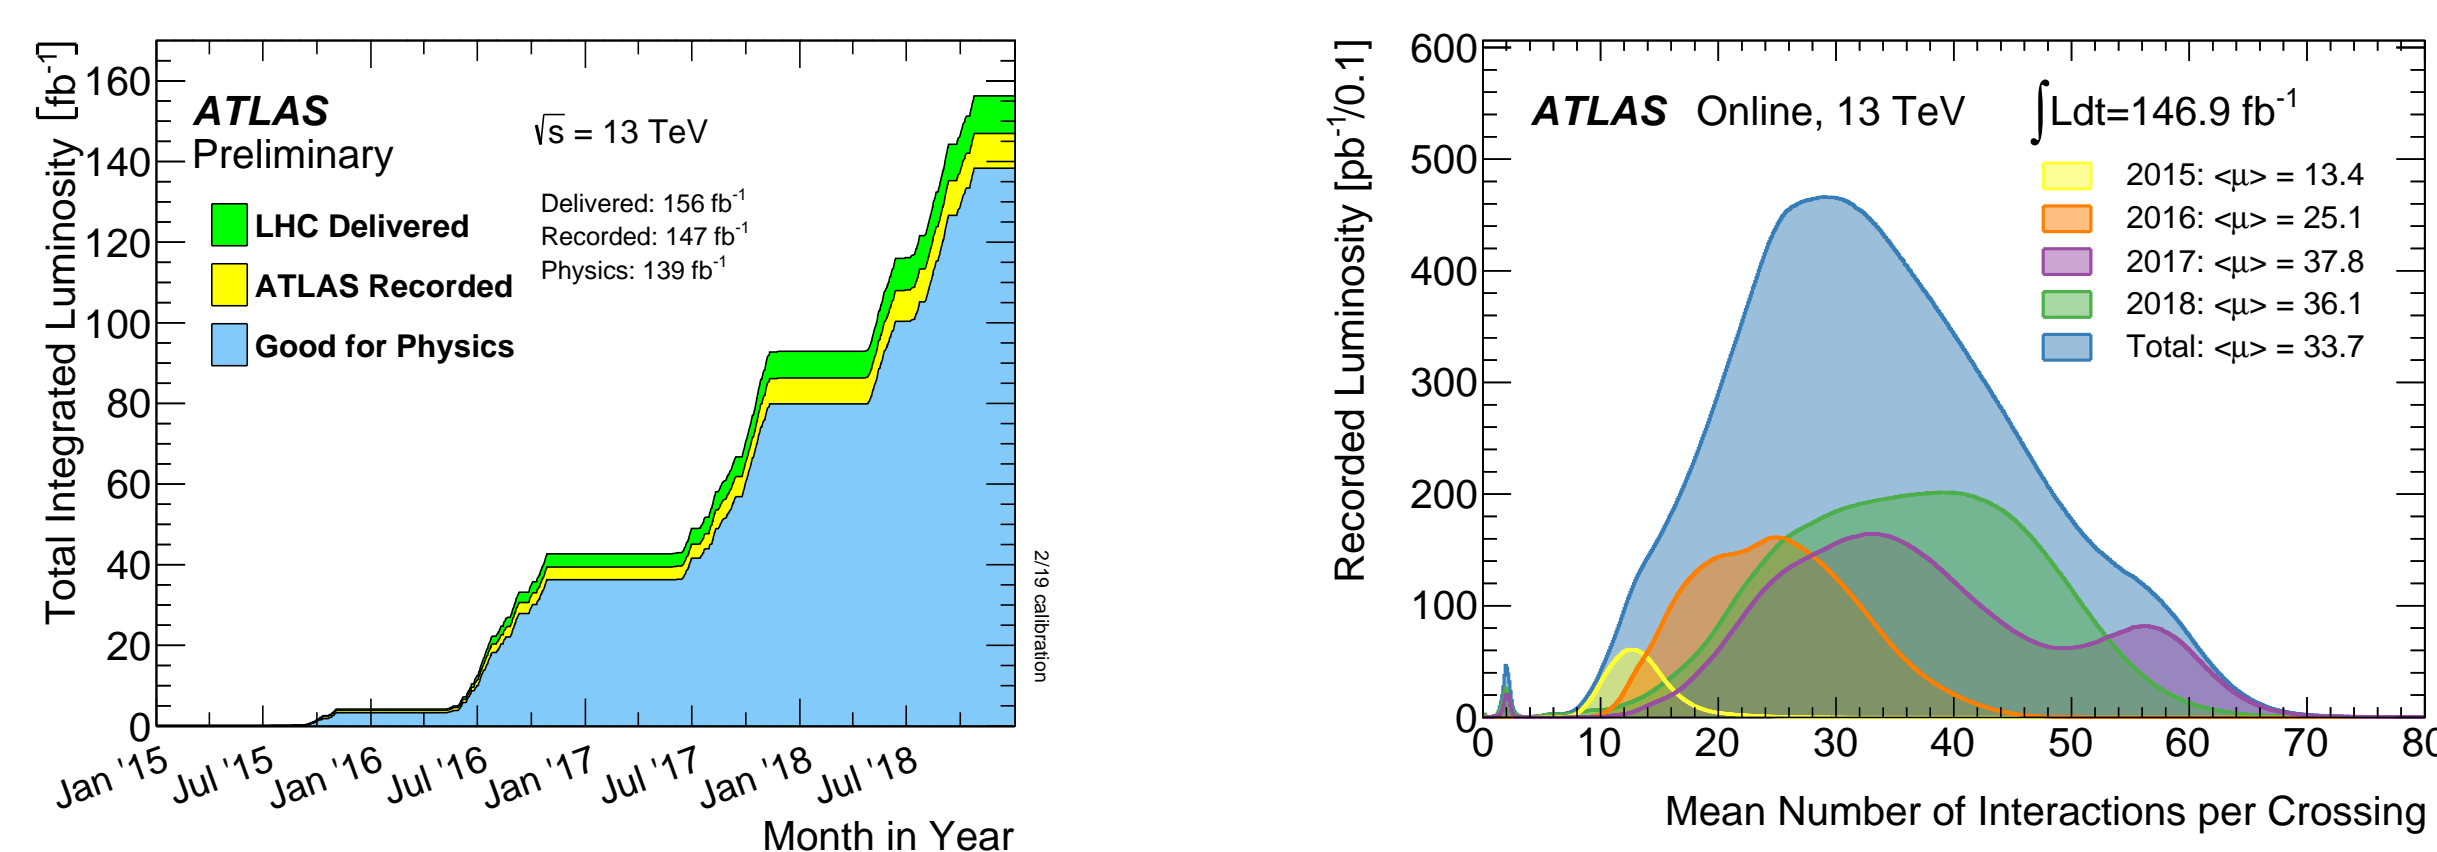 Total Integrated Luminosity [fb⁻¹]
160
140
120
100
80
60
40
20
0
ATLAS
Preliminary
√s = 13 TeV
Delivered: 156 fb⁻¹
Recorded: 147 fb⁻¹
Physics: 139 fb⁻¹
LHC Delivered
ATLAS Recorded
Good for Physics
2/19 calibration
Jan '15 Jul '15 Jan '16 Jul '16 Jan '17 Jul '17 Jan '18 Jul '18
Month in Year
Recorded Luminosity [pb⁻¹/0.1]
600
500
400
300
200
100
0
ATLAS Online, 13 TeV ∫Ldt=146.9 fb⁻¹
2015: <μ> = 13.4
2016: <μ> = 25.1
2017: <μ> = 37.8
2018: <μ> = 36.1
Total: <μ> = 33.7
0 10 20 30 40 50 60 70 80
Mean Number of Interactions per Crossing